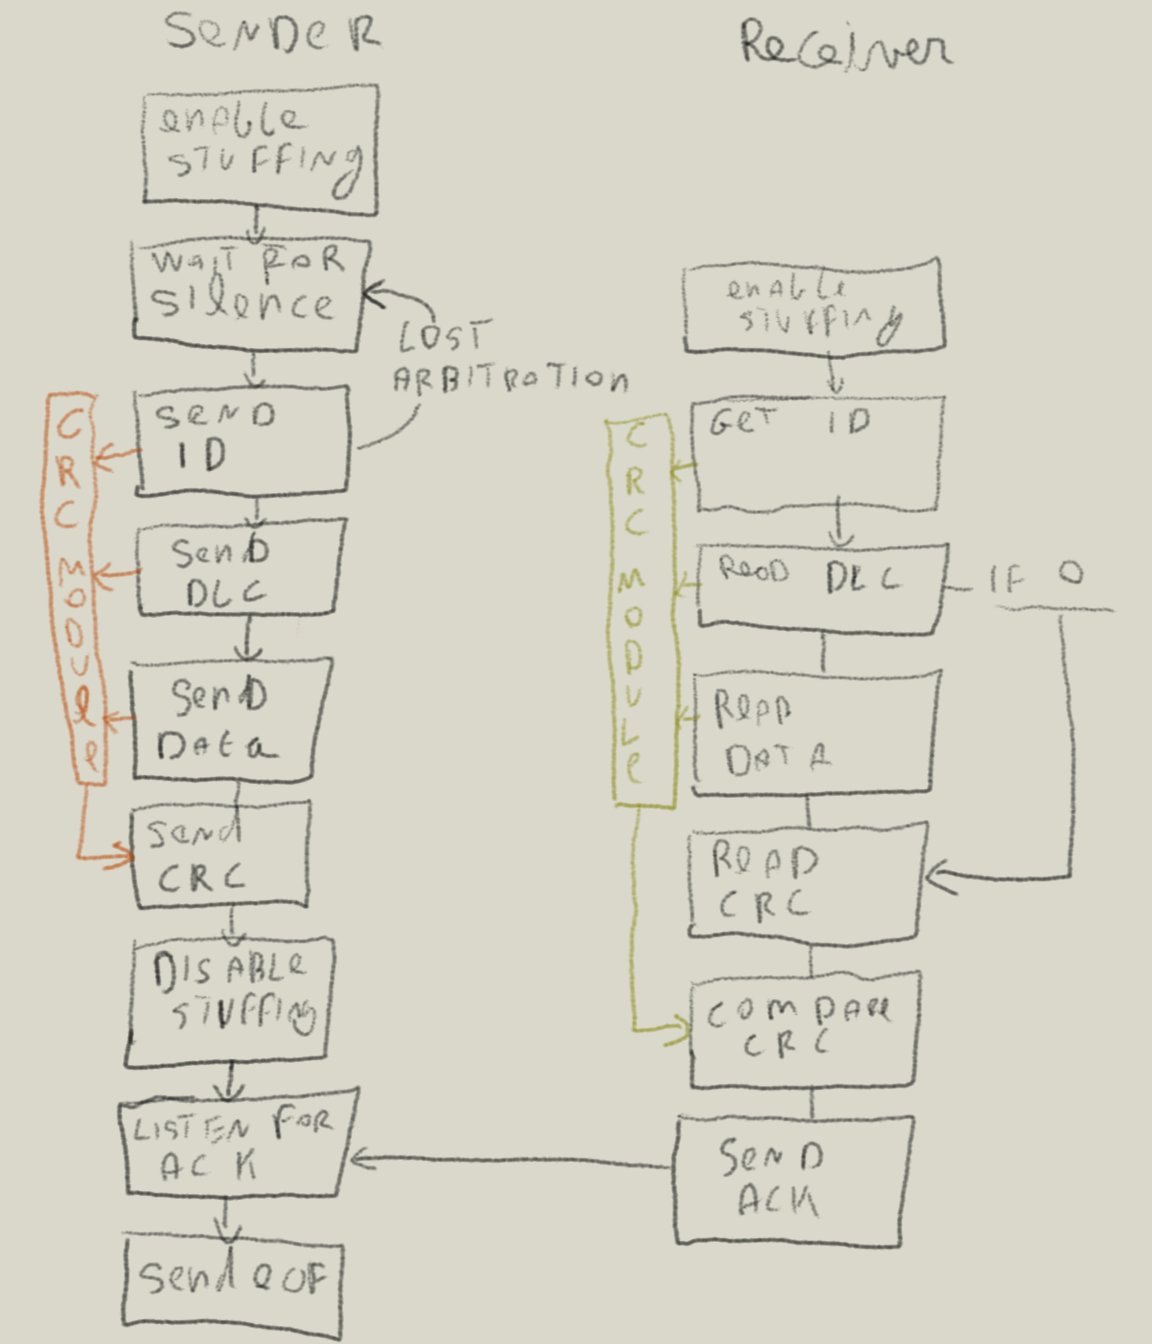 SENDER
enable
STUFFING
WaIT FOR
SIlence
LOST
ARBITROTION
SeND
ID
SenD
DLC
SenD
DAta
Send
CRC
DISABLe
STUFFING
LISTEN FOR
ACK
Send eOF
CRC MODULE
Receiver
enABLe
STUFFINg
GeT ID
ReaD DLC
IF 0
ReAD
DATA
ReAD
CRC
COMPARe
CRC
SenD
ACK
CRC MODULe